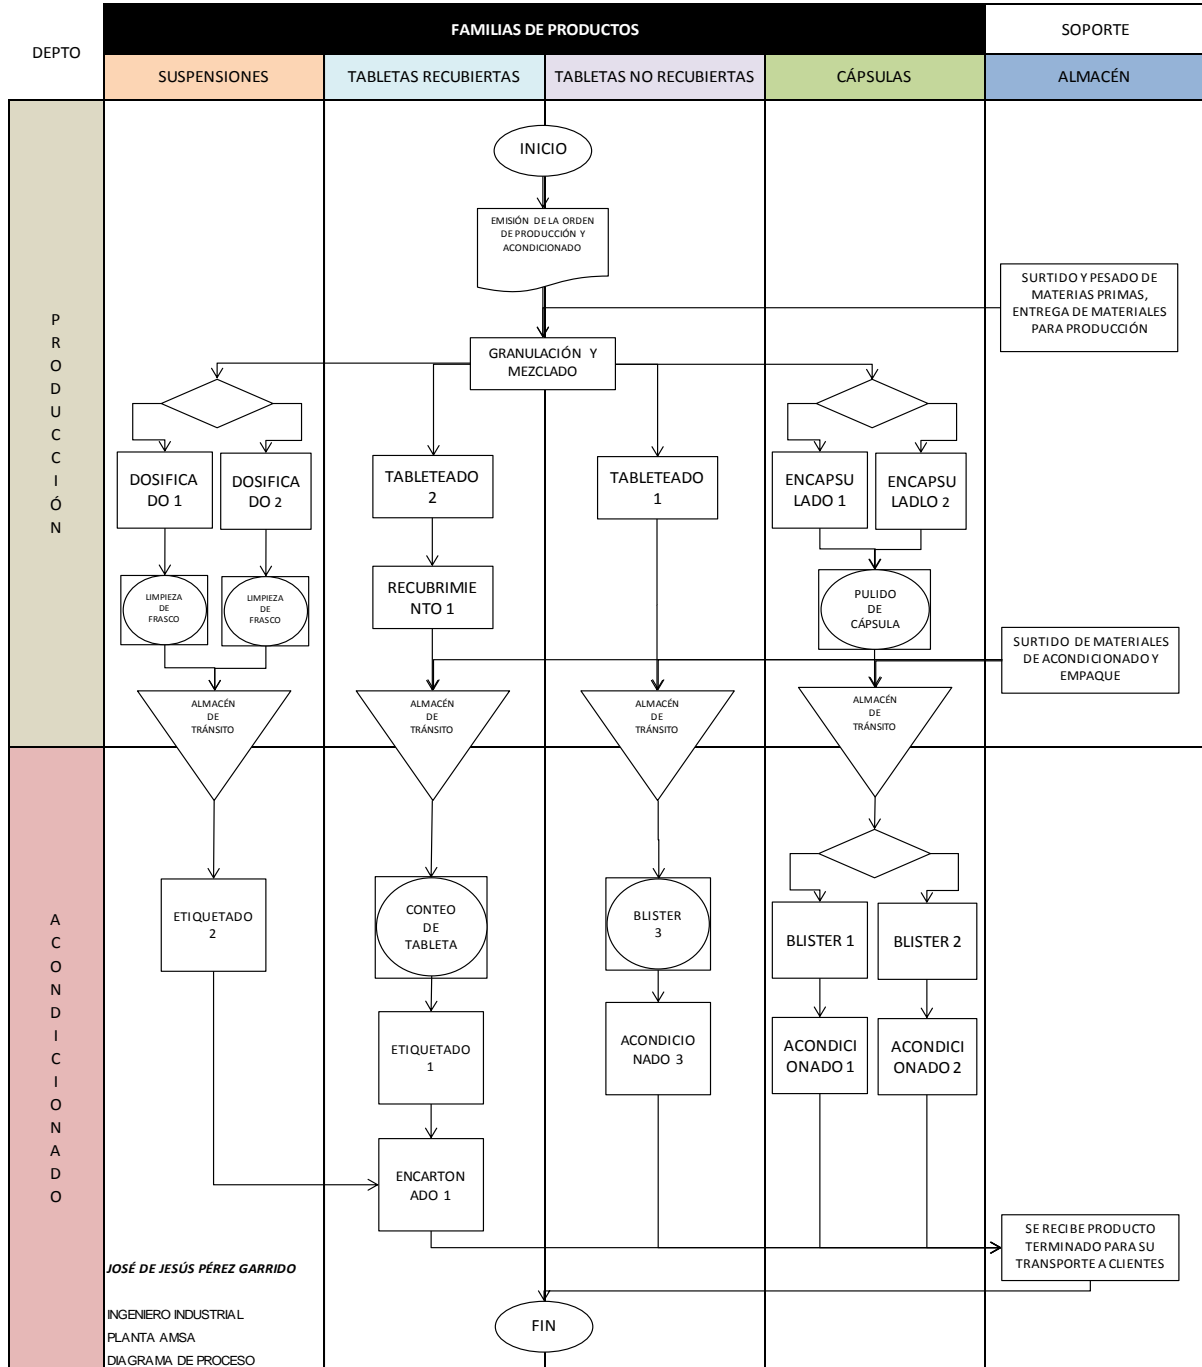 DEPTO
FAMILIAS DE PRODUCTOS
SOPORTE
SUSPENSIONES
TABLETAS RECUBIERTAS
TABLETAS NO RECUBIERTAS
CÁPSULAS
ALMACÉN
P
R
O
D
U
C
C
I
Ó
N
INICIO
EMISIÓN DE LA ORDEN
DE PRODUCCIÓN Y
ACONDICIONADO
SURTIDO Y PESADO DE
MATERIAS PRIMAS,
ENTREGA DE MATERIALES
PARA PRODUCCIÓN
GRANULACIÓN Y
MEZCLADO
DOSIFICA
DO 1
DOSIFICA
DO 2
TABLETEADO
2
TABLETEADO
1
ENCAPSU
LADO 1
ENCAPSU
LADLO 2
LIMPIEZA
DE
FRASCO
LIMPIEZA
DE
FRASCO
RECUBRIMIE
NTO 1
PULIDO
DE
CÁPSULA
SURTIDO DE MATERIALES
DE ACONDICIONADO Y
EMPAQUE
ALMACÉN
DE
TRÁNSITO
ALMACÉN
DE
TRÁNSITO
ALMACÉN
DE
TRÁNSITO
ALMACÉN
DE
TRÁNSITO
A
C
O
N
D
I
C
I
O
N
A
D
O
ETIQUETADO
2
CONTEO
DE
TABLETA
BLISTER
3
BLISTER 1
BLISTER 2
ETIQUETADO
1
ACONDICIO
NADO 3
ACONDICI
ONADO 1
ACONDICI
ONADO 2
ENCARTON
ADO 1
SE RECIBE PRODUCTO
TERMINADO PARA SU
TRANSPORTE A CLIENTES
FIN
JOSÉ DE JESÚS PÉREZ GARRIDO
INGENIERO INDUSTRIAL
PLANTA AMSA
DIAGRAMA DE PROCESO